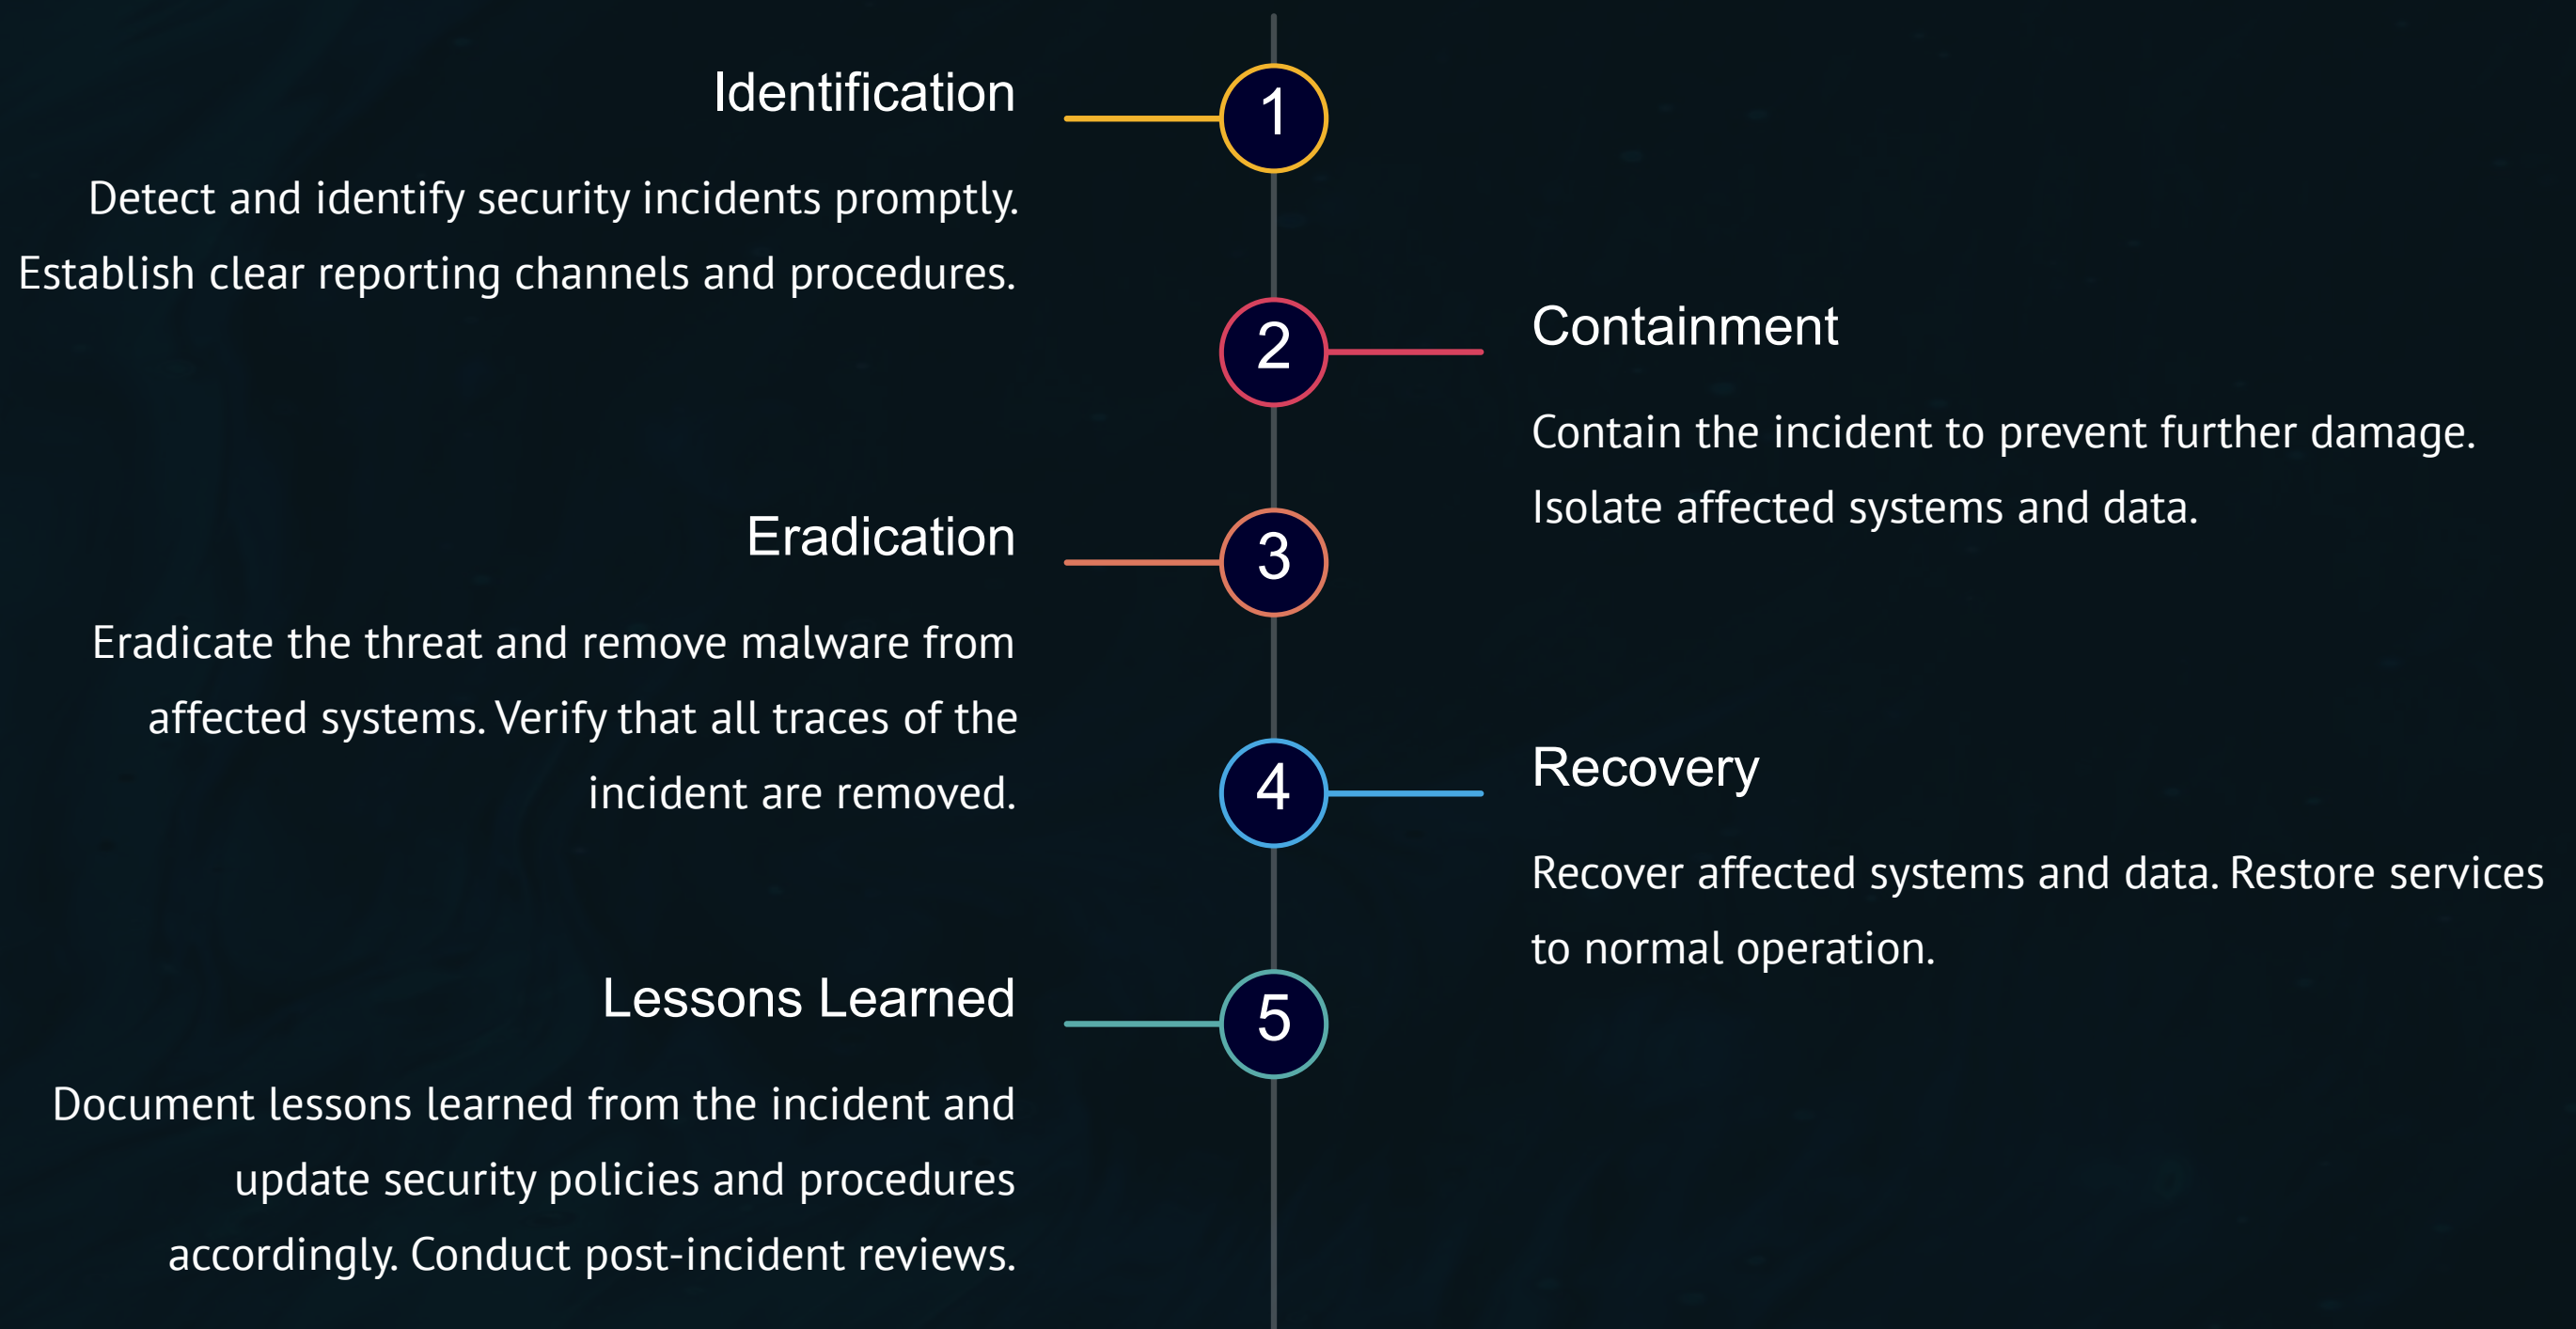 1
Identification
Detect and identify security incidents promptly.
Establish clear reporting channels and procedures.
2
Containment
Contain the incident to prevent further damage.
Isolate affected systems and data.
3
Eradication
Eradicate the threat and remove malware from
affected systems. Verify that all traces of the
incident are removed.
4
Recovery
Recover affected systems and data. Restore services
to normal operation.
5
Lessons Learned
Document lessons learned from the incident and
update security policies and procedures
accordingly. Conduct post-incident reviews.